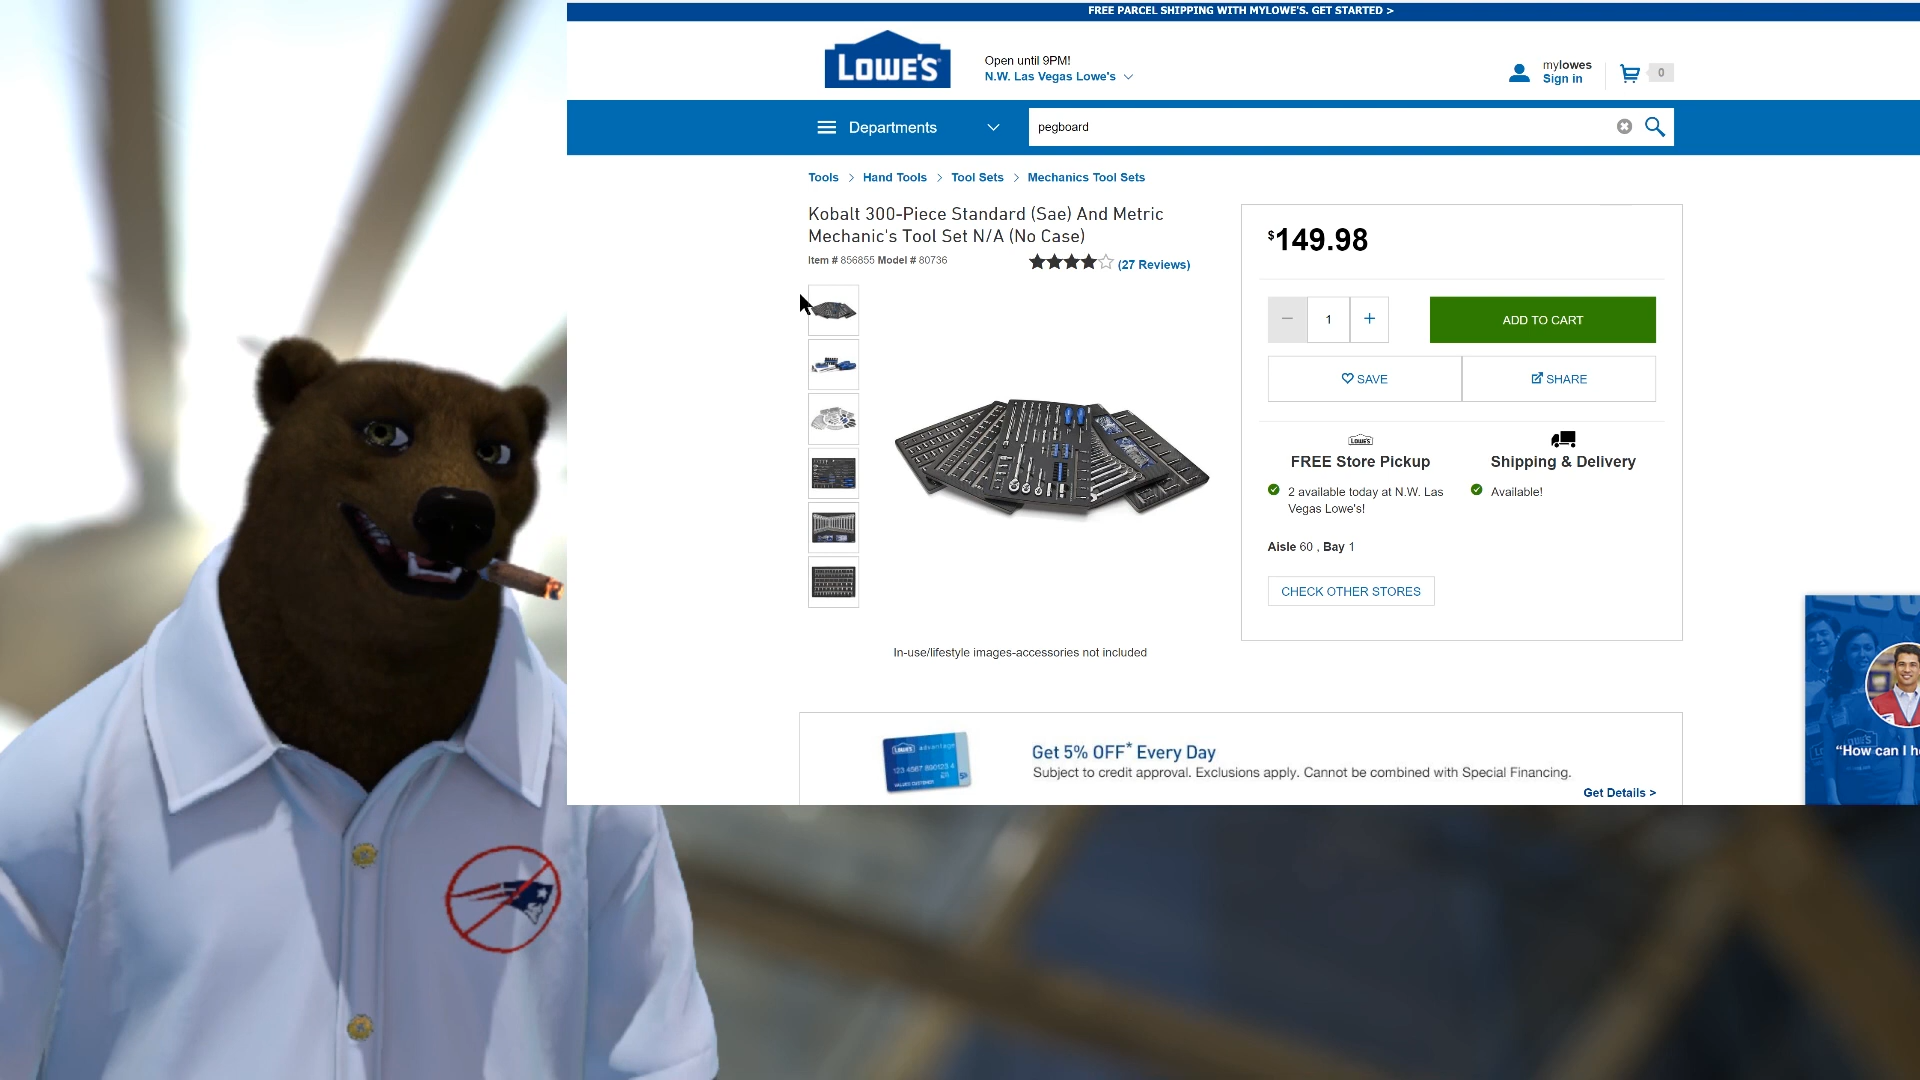 FREE PARCEL SHIPPING WITH MYLOWE'S. GET STARTED >
LOWE'S
Open until 9PM!
N.W. Las Vegas Lowe's
mylowes
Sign in
0
Departments
pegboard
Tools > Hand Tools > Tool Sets > Mechanics Tool Sets
Kobalt 300-Piece Standard (Sae) And Metric
Mechanic's Tool Set N/A (No Case)
Item # 856855 Model # 80736
(27 Reviews)
$149.98
1
ADD TO CART
SAVE
SHARE
LOWE'S
FREE Store Pickup
2 available today at N.W. Las
Vegas Lowe's!
Shipping & Delivery
Available!
Aisle 60 , Bay 1
CHECK OTHER STORES
In-use/lifestyle images-accessories not included
LOWE'S advantage
5%
Get 5% OFF* Every Day
Subject to credit approval. Exclusions apply. Cannot be combined with Special Financing.
Get Details >
"How can I h